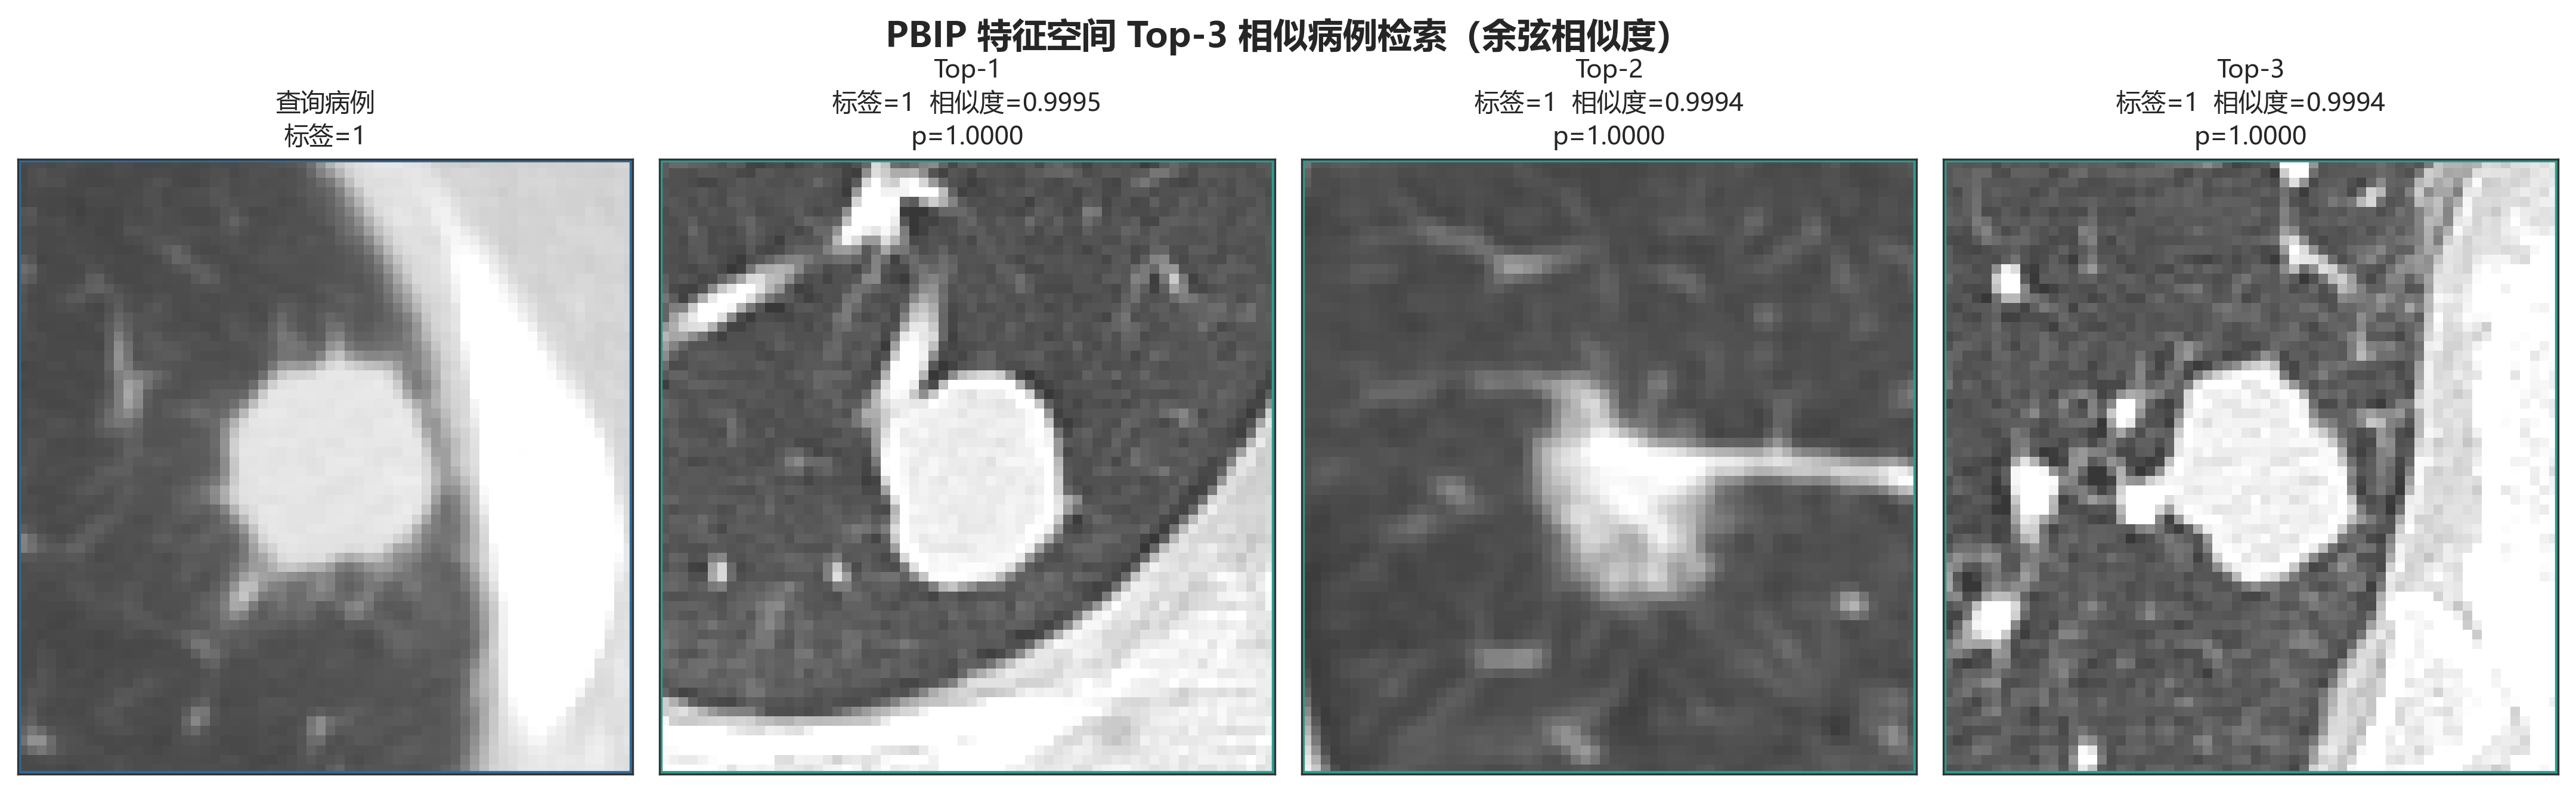 PBIP 特征空间 Top-3 相似病例检索（余弦相似度）
查询病例
标签=1
Top-1
标签=1  相似度=0.9995
p=1.0000
Top-2
标签=1  相似度=0.9994
p=1.0000
Top-3
标签=1  相似度=0.9994
p=1.0000